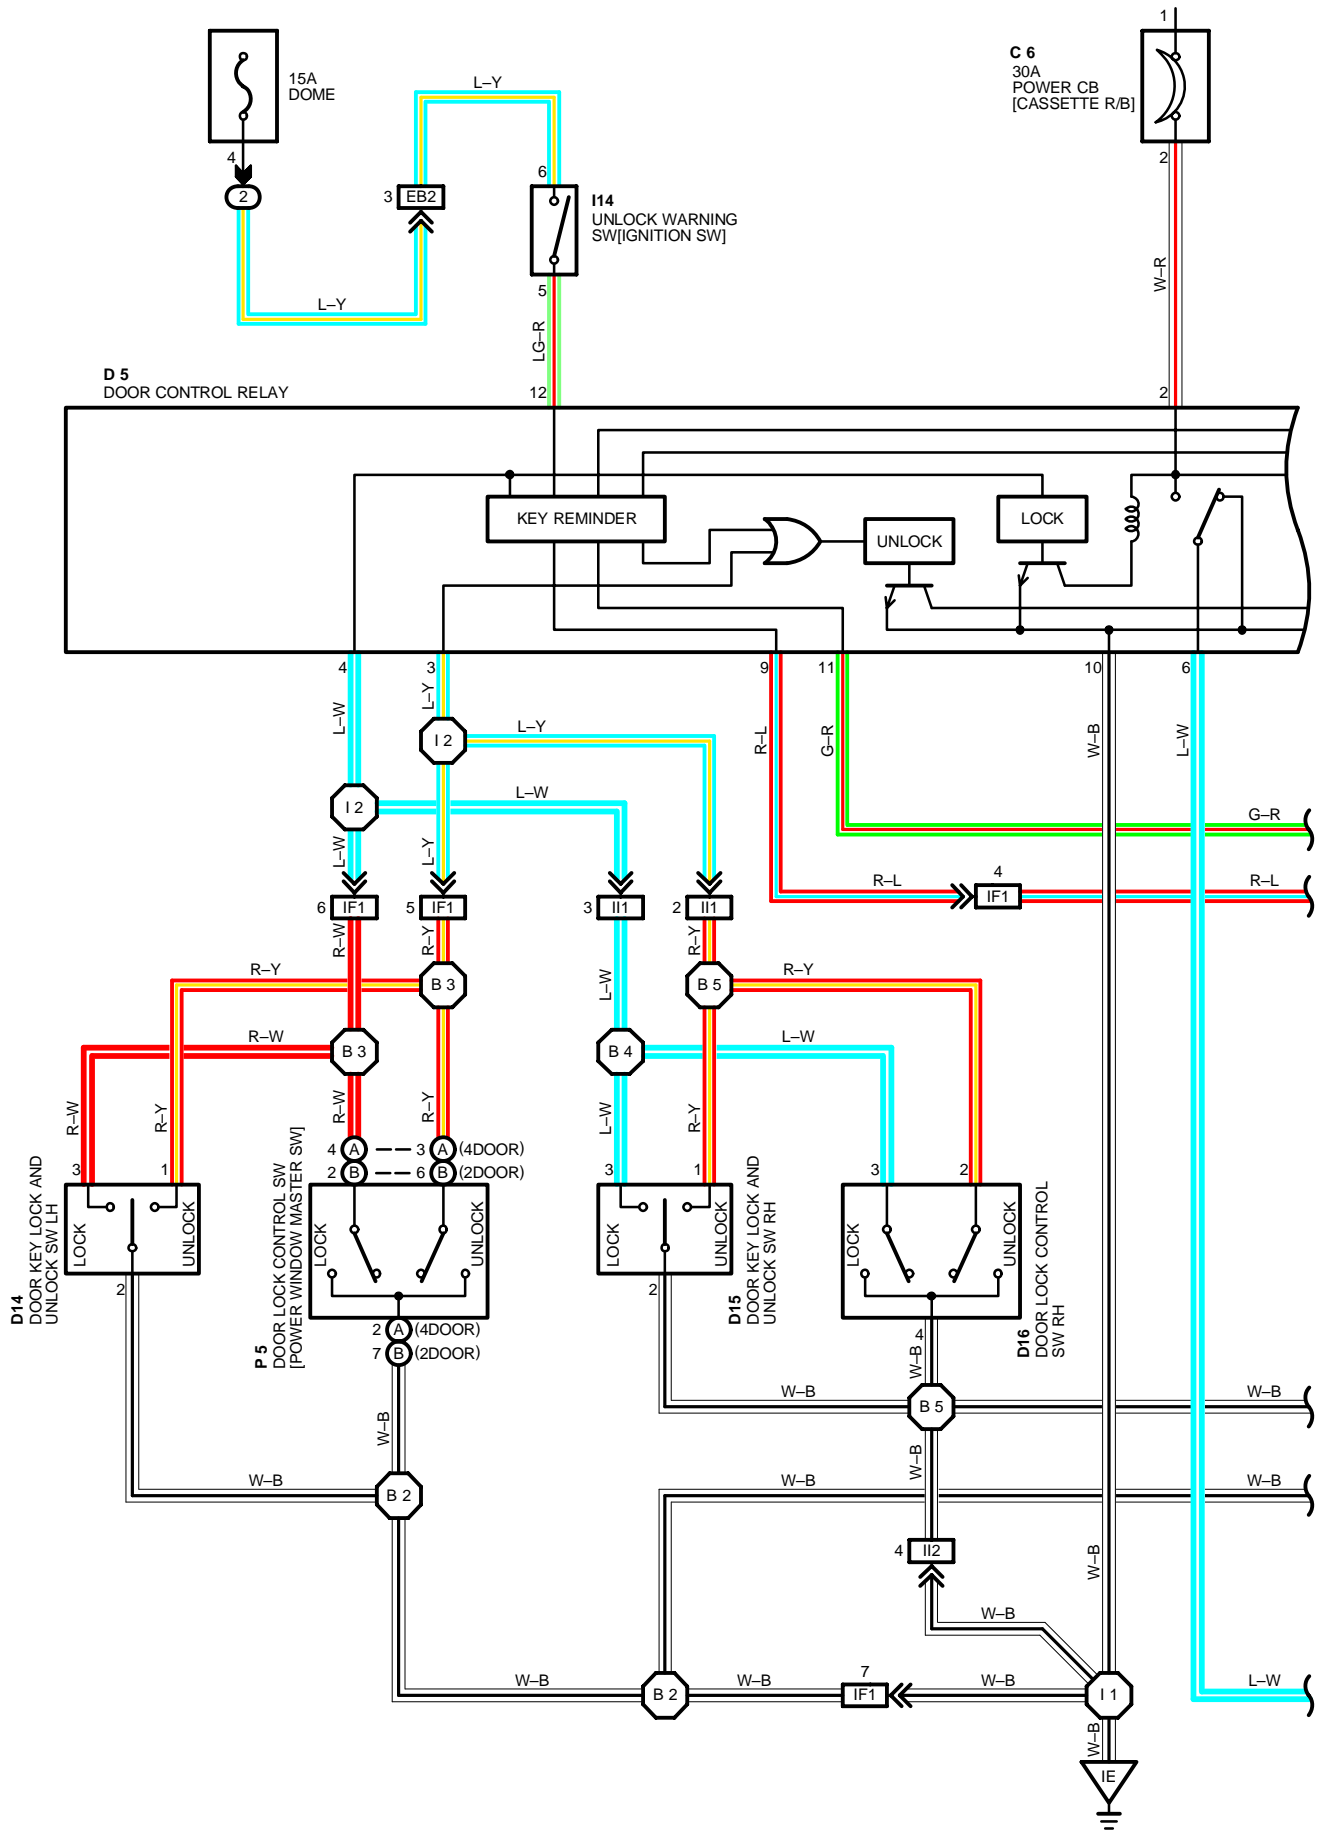 1
C 6
30A
POWER CB
[CASSETTE R/B]
15A
DOME
L–Y
4
2
2
3
EB2
6
I14
UNLOCK WARNING
SW[IGNITION SW]
W–R
L–Y
5
LG–R
D 5
DOOR CONTROL RELAY
12
2
KEY REMINDER
LOCK
UNLOCK
4
3
9
11
10
6
L–W
L–Y
R–L
G–R
W–B
L–W
I 2
L–Y
I 2
L–W
G–R
L–W
L–Y
4
R–L
IF1
R–L
6
IF1
5
IF1
3
II1
2
II1
R–W
R–Y
R–Y
R–Y
B 3
L–W
B 5
R–Y
R–W
B 3
B 4
L–W
R–W
R–Y
R–W
R–Y
L–W
R–Y
4
A
3
A
(4DOOR)
2
B
6
B
(2DOOR)
3
1
3
1
3
2
LOCK
UNLOCK
LOCK
UNLOCK
LOCK
UNLOCK
LOCK
UNLOCK
D14
DOOR KEY LOCK AND
UNLOCK SW LH
2
P 5
DOOR LOCK CONTROL SW
[POWER WINDOW MASTER SW]
2
A
(4DOOR)
7
B
(2DOOR)
2
D15
DOOR KEY LOCK AND
UNLOCK SW RH
4
D16
DOOR LOCK CONTROL
SW RH
W–B
W–B
W–B
B 5
W–B
W–B
W–B
W–B
B 2
W–B
W–B
4
II2
W–B
W–B
W–B
B 2
W–B
7
IF1
W–B
I 1
L–W
W–B
IE